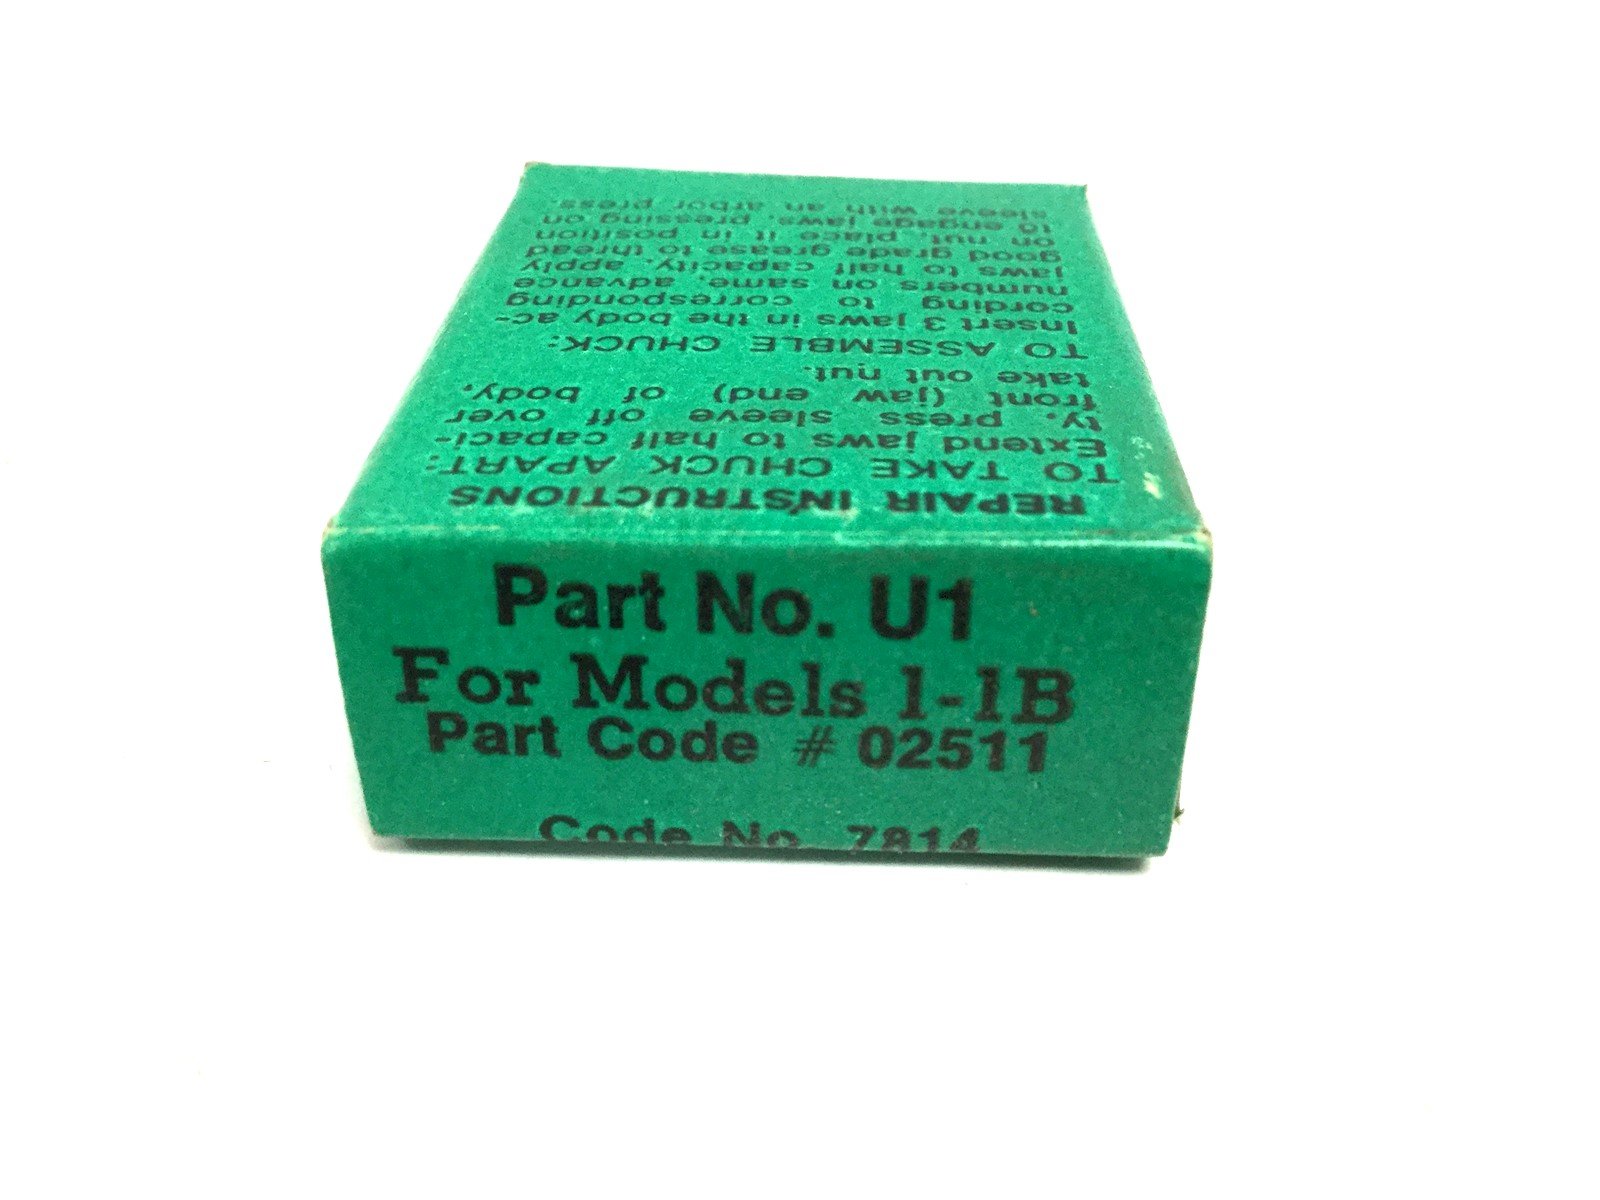 Part No. U1
For Models 1-1B
Part Code # 02511
Code No. 7814
REPAIR INSTRUCTIONS
TO TAKE CHUCK APART:
Extend jaws to half capaci-
ty, press sleeve off over
front (jaw end) of body,
take out nut.
TO ASSEMBLE CHUCK:
Insert 3 jaws in the body ac-
cording to corresponding
numbers on same, advance
jaws to half capacity, apply
good grade grease to thread
on nut, place it in position
to engage jaws, pressing on
sleeve with an arbor press.